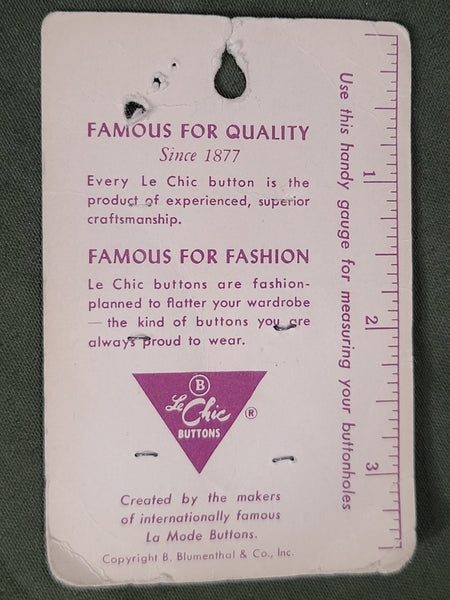 FAMOUS FOR QUALITY
Since 1877
Every Le Chic button is the
product of experienced, superior
craftsmanship.
FAMOUS FOR FASHION
Le Chic buttons are fashion-
planned to flatter your wardrobe
— the kind of buttons you are
always proud to wear.
B
Le Chic
BUTTONS
®
Created by the makers
of internationally famous
La Mode Buttons.
Copyright B. Blumenthal & Co., Inc.
Use this handy gauge for measuring your buttonholes
1
2
3